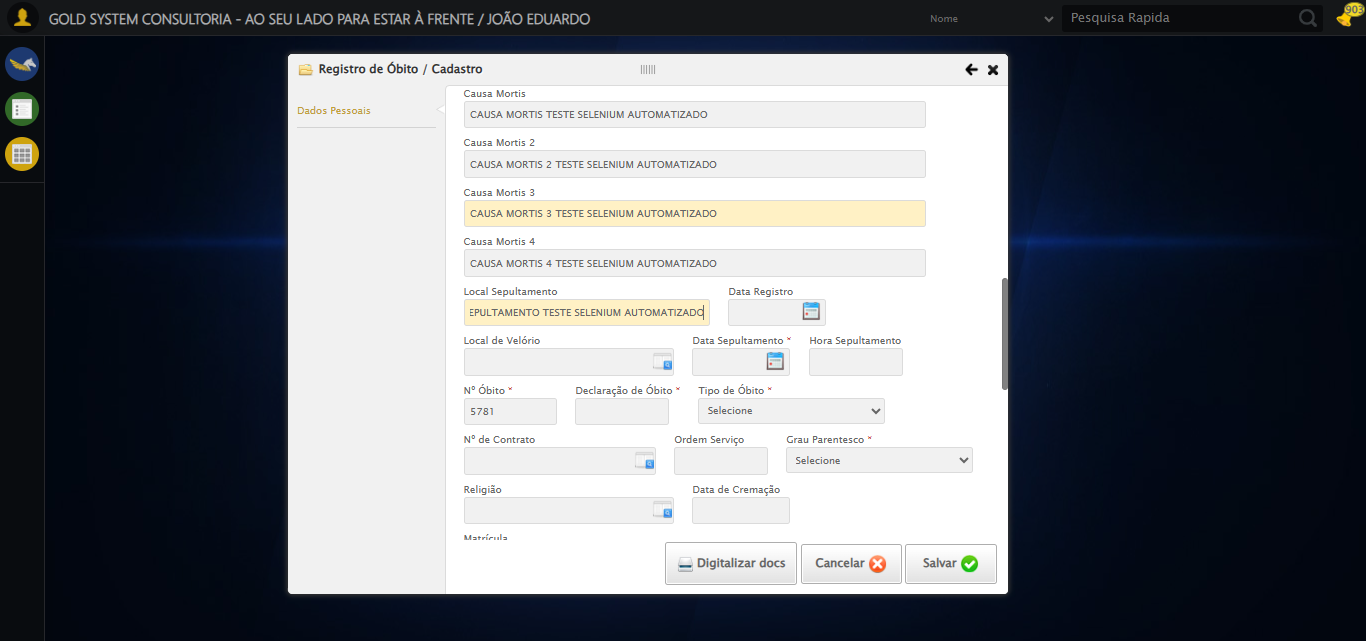 GOLD SYSTEM CONSULTORIA - AO SEU LADO PARA ESTAR À FRENTE / JOÃO EDUARDO
Nome
Pesquisa Rapida
903
Registro de Óbito / Cadastro
Dados Pessoais
Causa Mortis
CAUSA MORTIS TESTE SELENIUM AUTOMATIZADO
Causa Mortis 2
CAUSA MORTIS 2 TESTE SELENIUM AUTOMATIZADO
Causa Mortis 3
CAUSA MORTIS 3 TESTE SELENIUM AUTOMATIZADO
Causa Mortis 4
CAUSA MORTIS 4 TESTE SELENIUM AUTOMATIZADO
Local Sepultamento Data Registro
EPULTAMENTO TESTE SELENIUM AUTOMATIZADO
Local de Velório Data Sepultamento * Hora Sepultamento
Nº Óbito * Declaração de Óbito * Tipo de Óbito *
5781 Selecione
Nº de Contrato Ordem Serviço Grau Parentesco *
Selecione
Religião Data de Cremação
Matrícula
Digitalizar docs Cancelar Salvar